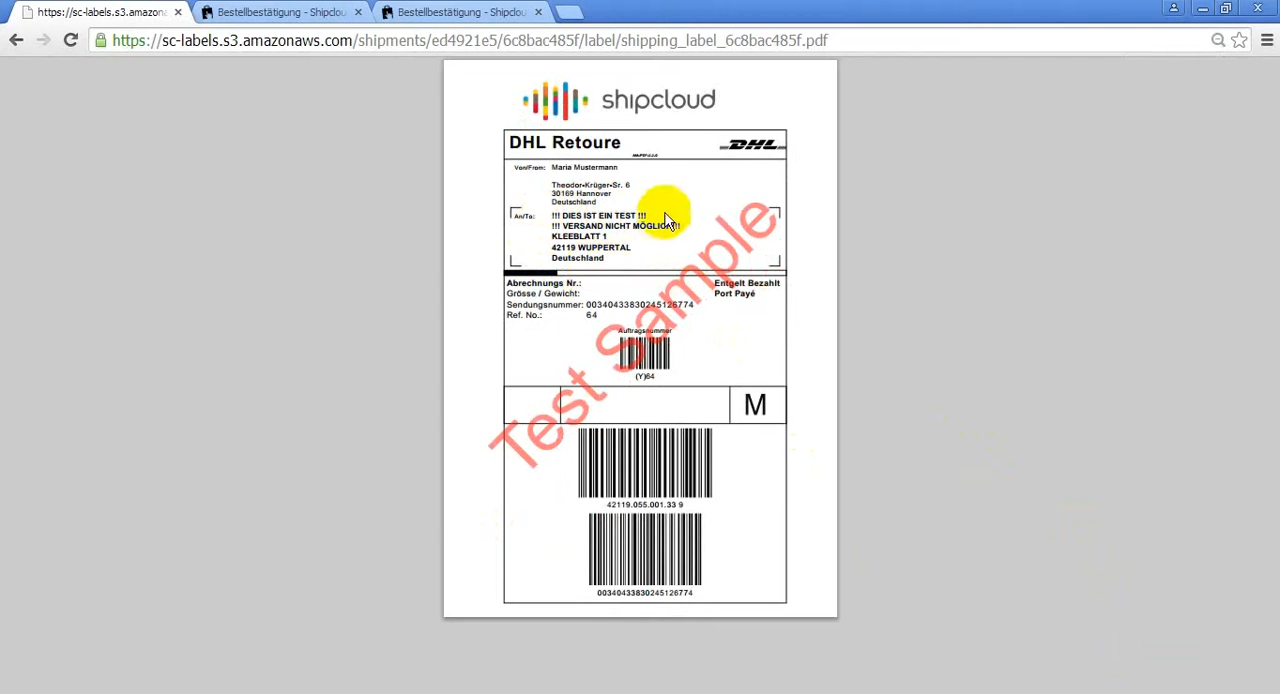 https://sc-labels.s3.amazon
Bestellbestätigung - Shipclou
Bestellbestätigung - Shipclou
https://sc-labels.s3.amazonaws.com/shipments/ed4921e5/6c8bac485f/label/shipping_label_6c8bac485f.pdf
shipcloud
DHL Retoure
DHL
Von/From: Maria Mustermann
Theodor-Krüger-Sr. 6
30169 Hannover
Deutschland
An/To: !!! DIES IST EIN TEST !!!
!!! VERSAND NICHT MÖGLICH !!!
KLEEBLATT 1
42119 WUPPERTAL
Deutschland
Abrechnungs Nr.: Entgelt Bezahlt
Grösse / Gewicht: Port Payé
Sendungsnummer: 00340433830245126774
Ref. No.: 64
Auftragsnummer
(Y)64
M
Test Sample
42119.055.001.33 9
00340433830245126774